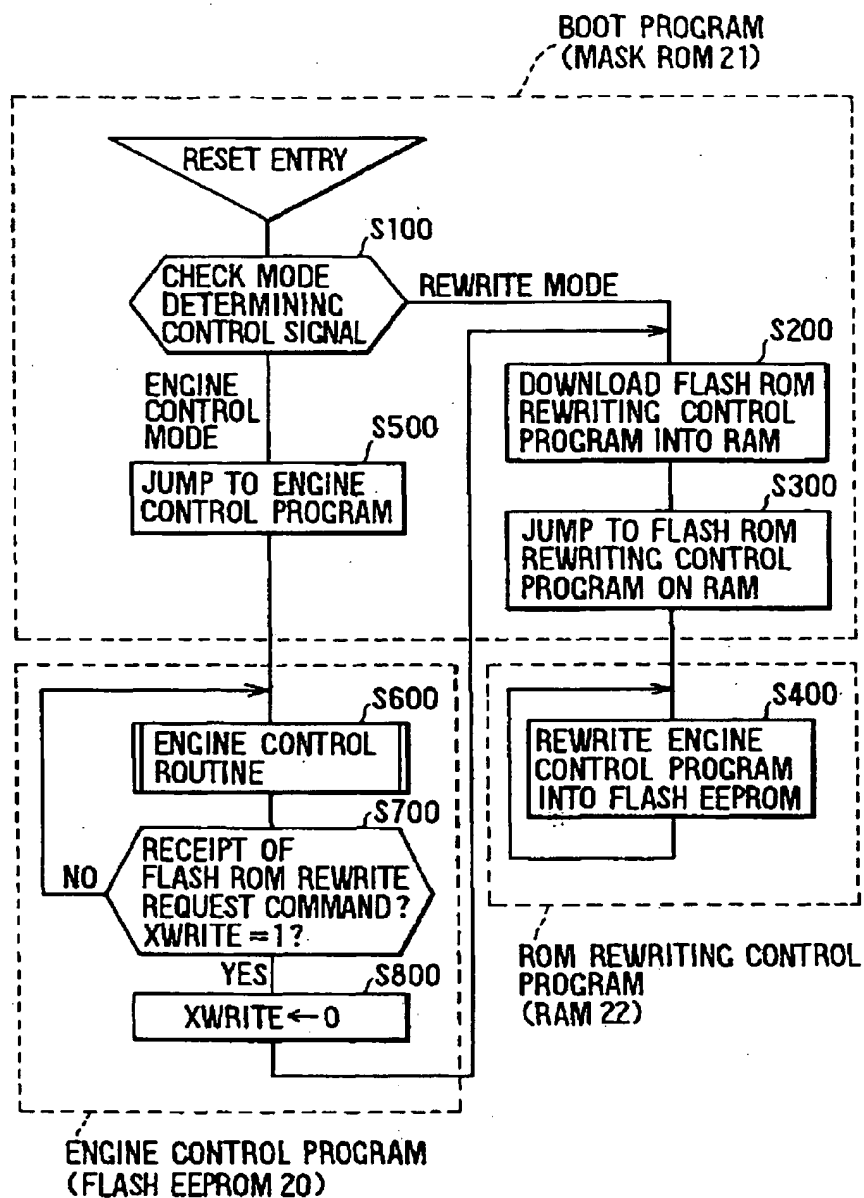 BOOT PROGRAM
(MASK ROM 21)
RESET ENTRY
S100
CHECK MODE
DETERMINING
CONTROL SIGNAL
REWRITE MODE
S200
DOWNLOAD FLASH ROM
REWRITING CONTROL
PROGRAM INTO RAM
ENGINE
CONTROL
MODE
S500
JUMP TO ENGINE
CONTROL PROGRAM
S300
JUMP TO FLASH ROM
REWRITING CONTROL
PROGRAM ON RAM
S600
ENGINE CONTROL
ROUTINE
S400
REWRITE ENGINE
CONTROL PROGRAM
INTO FLASH EEPROM
S700
RECEIPT OF
FLASH ROM REWRITE
REQUEST COMMAND?
XWRITE=1?
NO
YES
S800
XWRITE←0
ROM REWRITING CONTROL
PROGRAM
(RAM 22)
ENGINE CONTROL PROGRAM
(FLASH EEPROM 20)